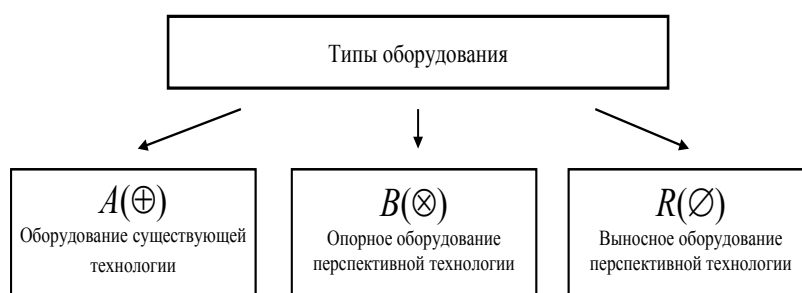 Типы оборудования
A(⊕)
Оборудование существующей
технологии
B(⊗)
Опорное оборудование
перспективной технологии
R(∅)
Выносное оборудование
перспективной технологии